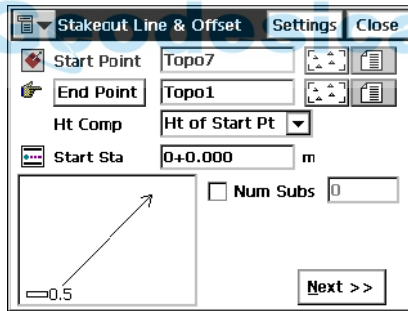 Stakeout Line & Offset Settings Close
Start Point Topo7
End Point Topo1
Ht Comp Ht of Start Pt
Start Sta 0+0.000 m
Num Subs 0
0.5
Next >>